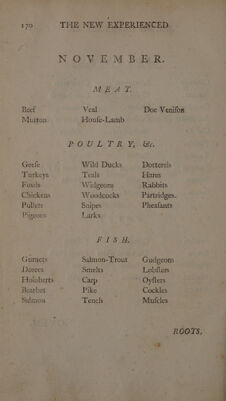 170 THE NEW EXPERIENCED
NOVEMBER.
MEAT.
Beef Veal Doe Veniſon
Mutton Houſe-Lamb
POULTRY, &c.
Geeſe Wild Ducks Dotterels
Turkeys Teals Hares
Fowls Widgeons Rabbits
Chickens Woodcocks Partridges.
Pullets Snipes Pheaſants
Pigeons Larks
FISH.
Gurnets Salmon-Trout Gudgeons
Dorees Smelts Lobſters
Holoberts Carp Oyſters
Bearbet Pike Cockles
Salmon Tench Muſcles
ROOTS.